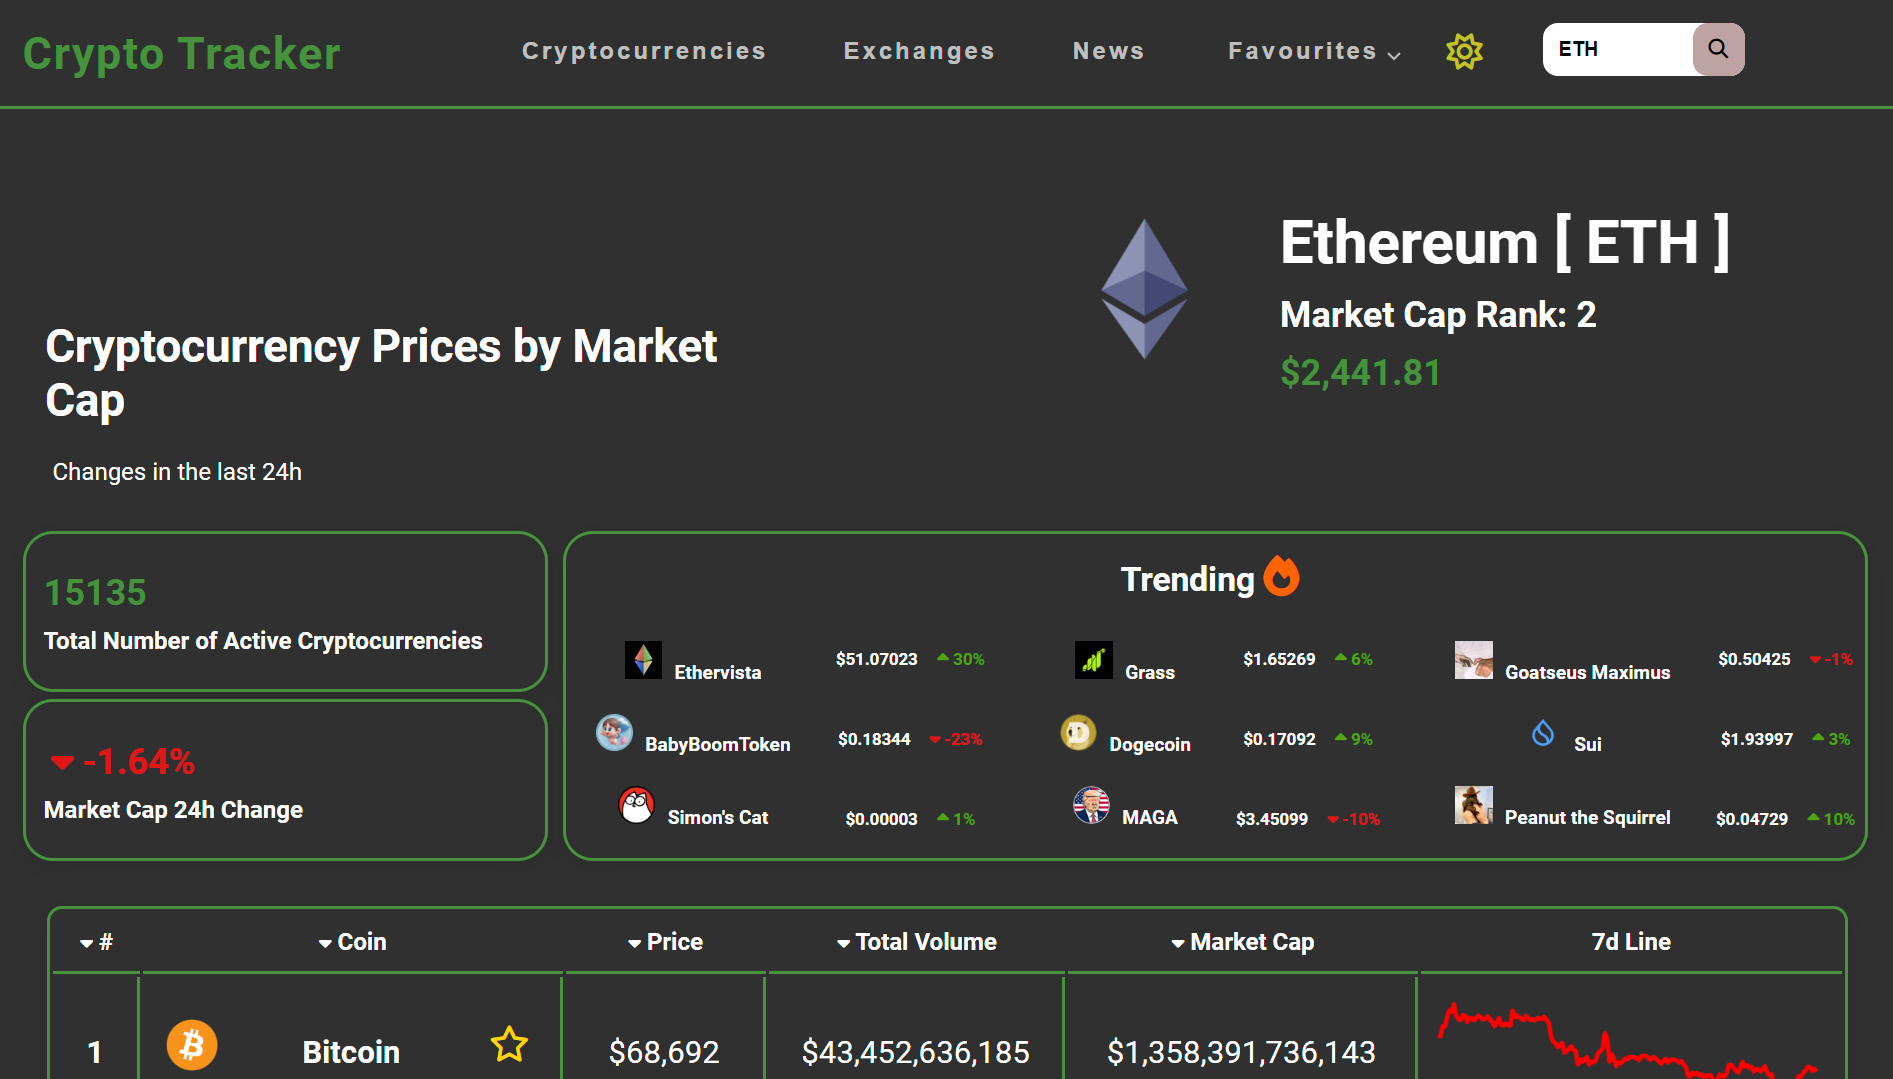 Crypto Tracker
Cryptocurrencies
Exchanges
News
Favourites
ETH
Ethereum [ ETH ]
Market Cap Rank: 2
$2,441.81
Cryptocurrency Prices by Market
Cap
Changes in the last 24h
15135
Total Number of Active Cryptocurrencies
-1.64%
Market Cap 24h Change
Trending
Ethervista $51.07023 30%
Grass $1.65269 6%
Goatseus Maximus $0.50425 -1%
BabyBoomToken $0.18344 -23%
Dogecoin $0.17092 9%
Sui $1.93997 3%
Simon's Cat $0.00003 1%
MAGA $3.45099 -10%
Peanut the Squirrel $0.04729 10%
# Coin Price Total Volume Market Cap 7d Line
1 Bitcoin $68,692 $43,452,636,185 $1,358,391,736,143